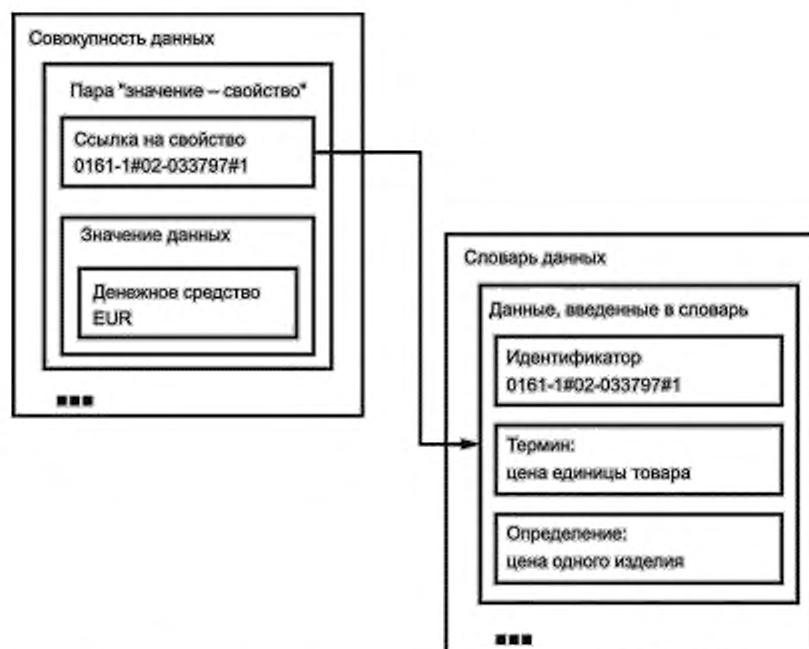 Совокупность данных
Пара "значение – свойство"
Ссылка на свойство
0161-1#02-033797#1
Значение данных
Денежное средство
EUR
Словарь данных
Данные, введенные в словарь
Идентификатор
0161-1#02-033797#1
Термин:
цена единицы товара
Определение:
цена одного изделия